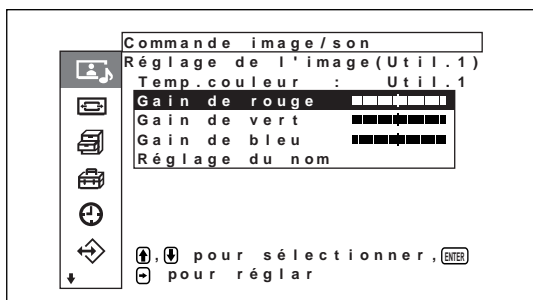 Commande image/son
Réglage de l'image(Util.1)
Temp.couleur : Util.1
Gain de rouge
Gain de vert
Gain de bleu
Réglage du nom
, pour sélectionner, ENTER
pour réglar